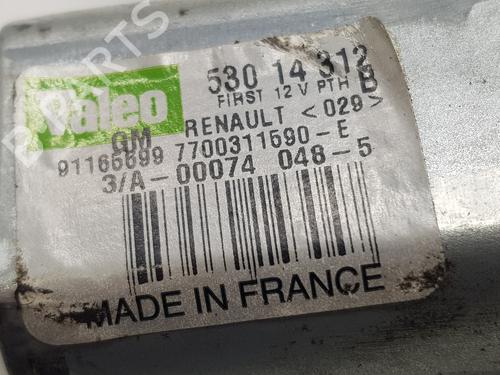 Valeo
530 14 312
FIRST 12 V PTH B
GM RENAULT <029>
91165699 7700311590-E
3/A-00074 048-5
MADE IN FRANCE
PARTS